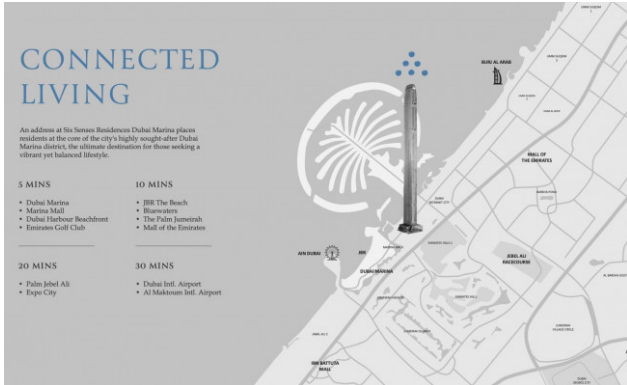 CONNECTED
LIVING
An address at Six Senses Residences Dubai Marina places
residents at the core of the city's highly sought-after Dubai
Marina district, the ultimate destination for those seeking a
vibrant yet balanced lifestyle.
5 MINS
• Dubai Marina
• Marina Mall
• Dubai Harbour Beachfront
• Emirates Golf Club
10 MINS
• JBR The Beach
• Bluewaters
• The Palm Jumeirah
• Mall of the Emirates
20 MINS
• Palm Jebel Ali
• Expo City
30 MINS
• Dubai Intl. Airport
• Al Maktoum Intl. Airport
BURJ AL ARAB
MALL OF
THE EMIRATES
AIN DUBAI
JBR
DUBAI MARINA
JEBEL ALI
RACECOURSE
IBN BATTUTA
MALL